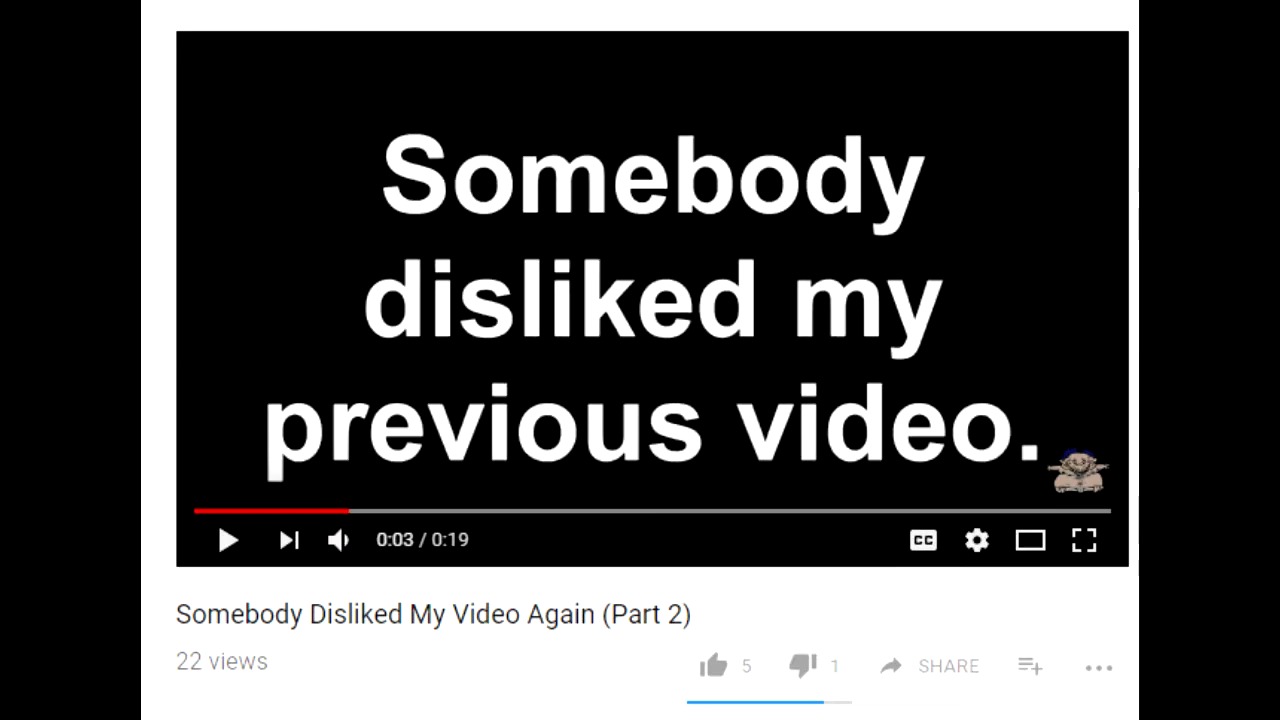 Somebody
disliked my
previous video.
0:03 / 0:19
CC
Somebody Disliked My Video Again (Part 2)
22 views
5 1 SHARE